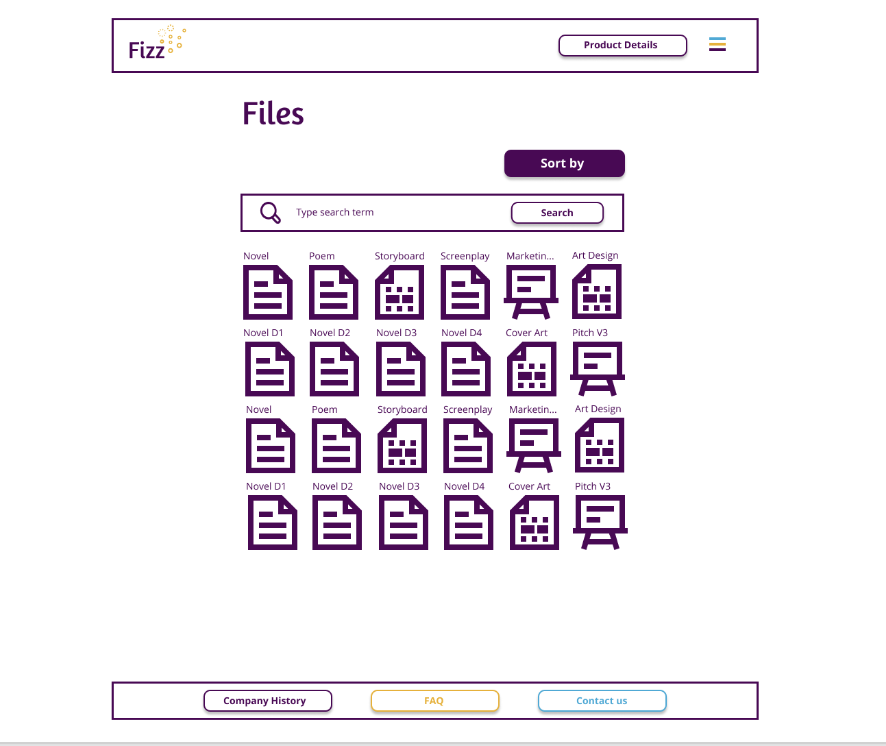 Fizz
Product Details
Files
Sort by
Type search term
Search
Novel Poem Storyboard Screenplay Marketin... Art Design
Novel D1 Novel D2 Novel D3 Novel D4 Cover Art Pitch V3
Novel Poem Storyboard Screenplay Marketin... Art Design
Novel D1 Novel D2 Novel D3 Novel D4 Cover Art Pitch V3
Company History FAQ Contact us